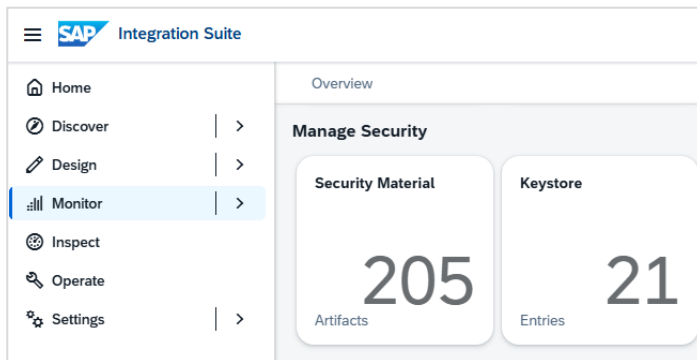 SAP Integration Suite
Home
Discover
Design
Monitor
Inspect
Operate
Settings
Overview
Manage Security
Security Material
205
Artifacts
Keystore
21
Entries